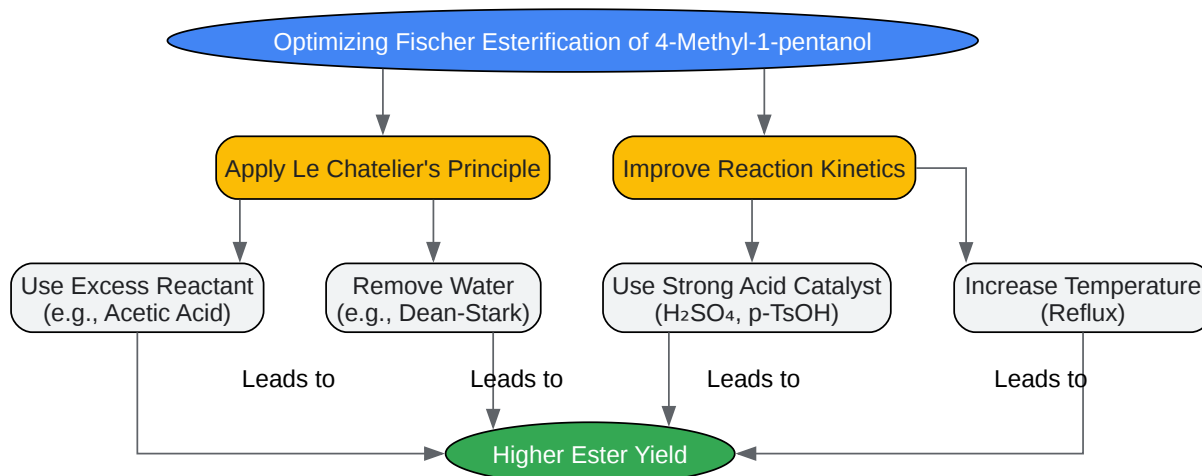 Optimizing Fischer Esterification of 4-Methyl-1-pentanol
Apply Le Chatelier's Principle
Improve Reaction Kinetics
Use Excess Reactant
(e.g., Acetic Acid)
Remove Water
(e.g., Dean-Stark)
Use Strong Acid Catalyst
(H₂SO₄, p-TsOH)
Increase Temperature
(Reflux)
Leads to
Leads to
Leads to
Leads to
Higher Ester Yield